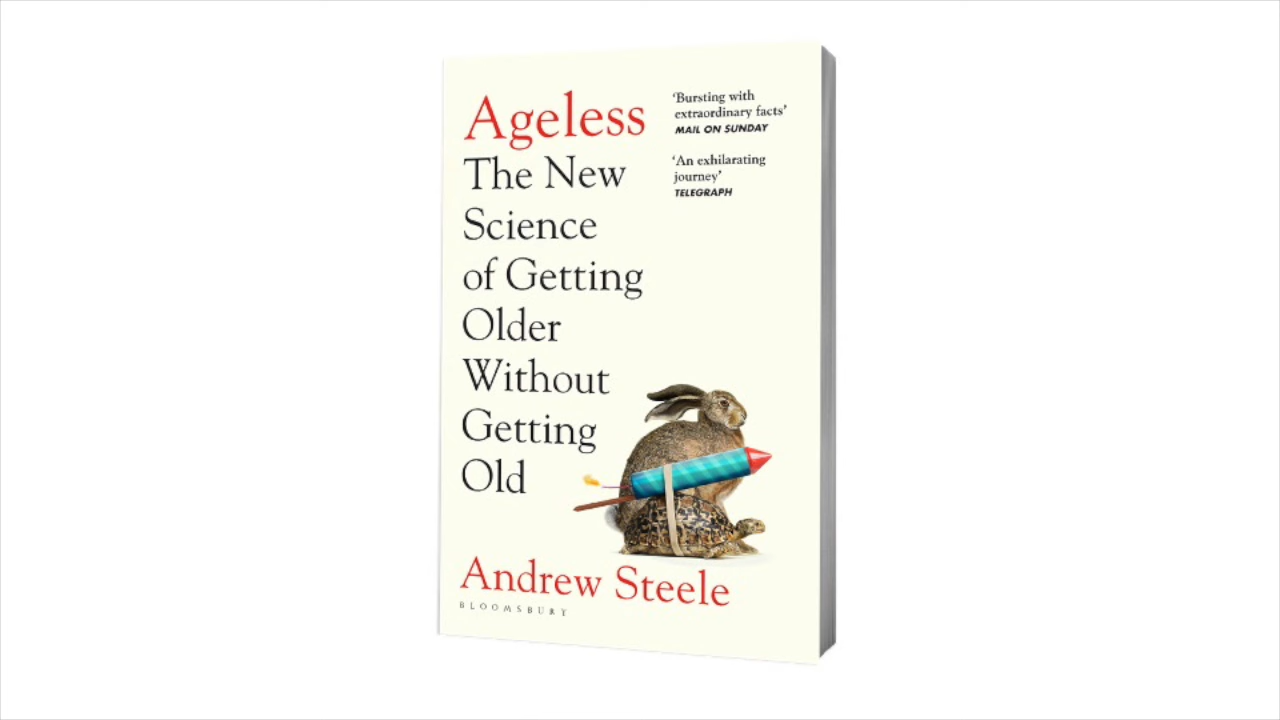 Ageless
The New
Science
of Getting
Older
Without
Getting
Old
'Bursting with
extraordinary facts'
MAIL ON SUNDAY
'An exhilarating
journey'
TELEGRAPH
Andrew Steele
BLOOMSBURY